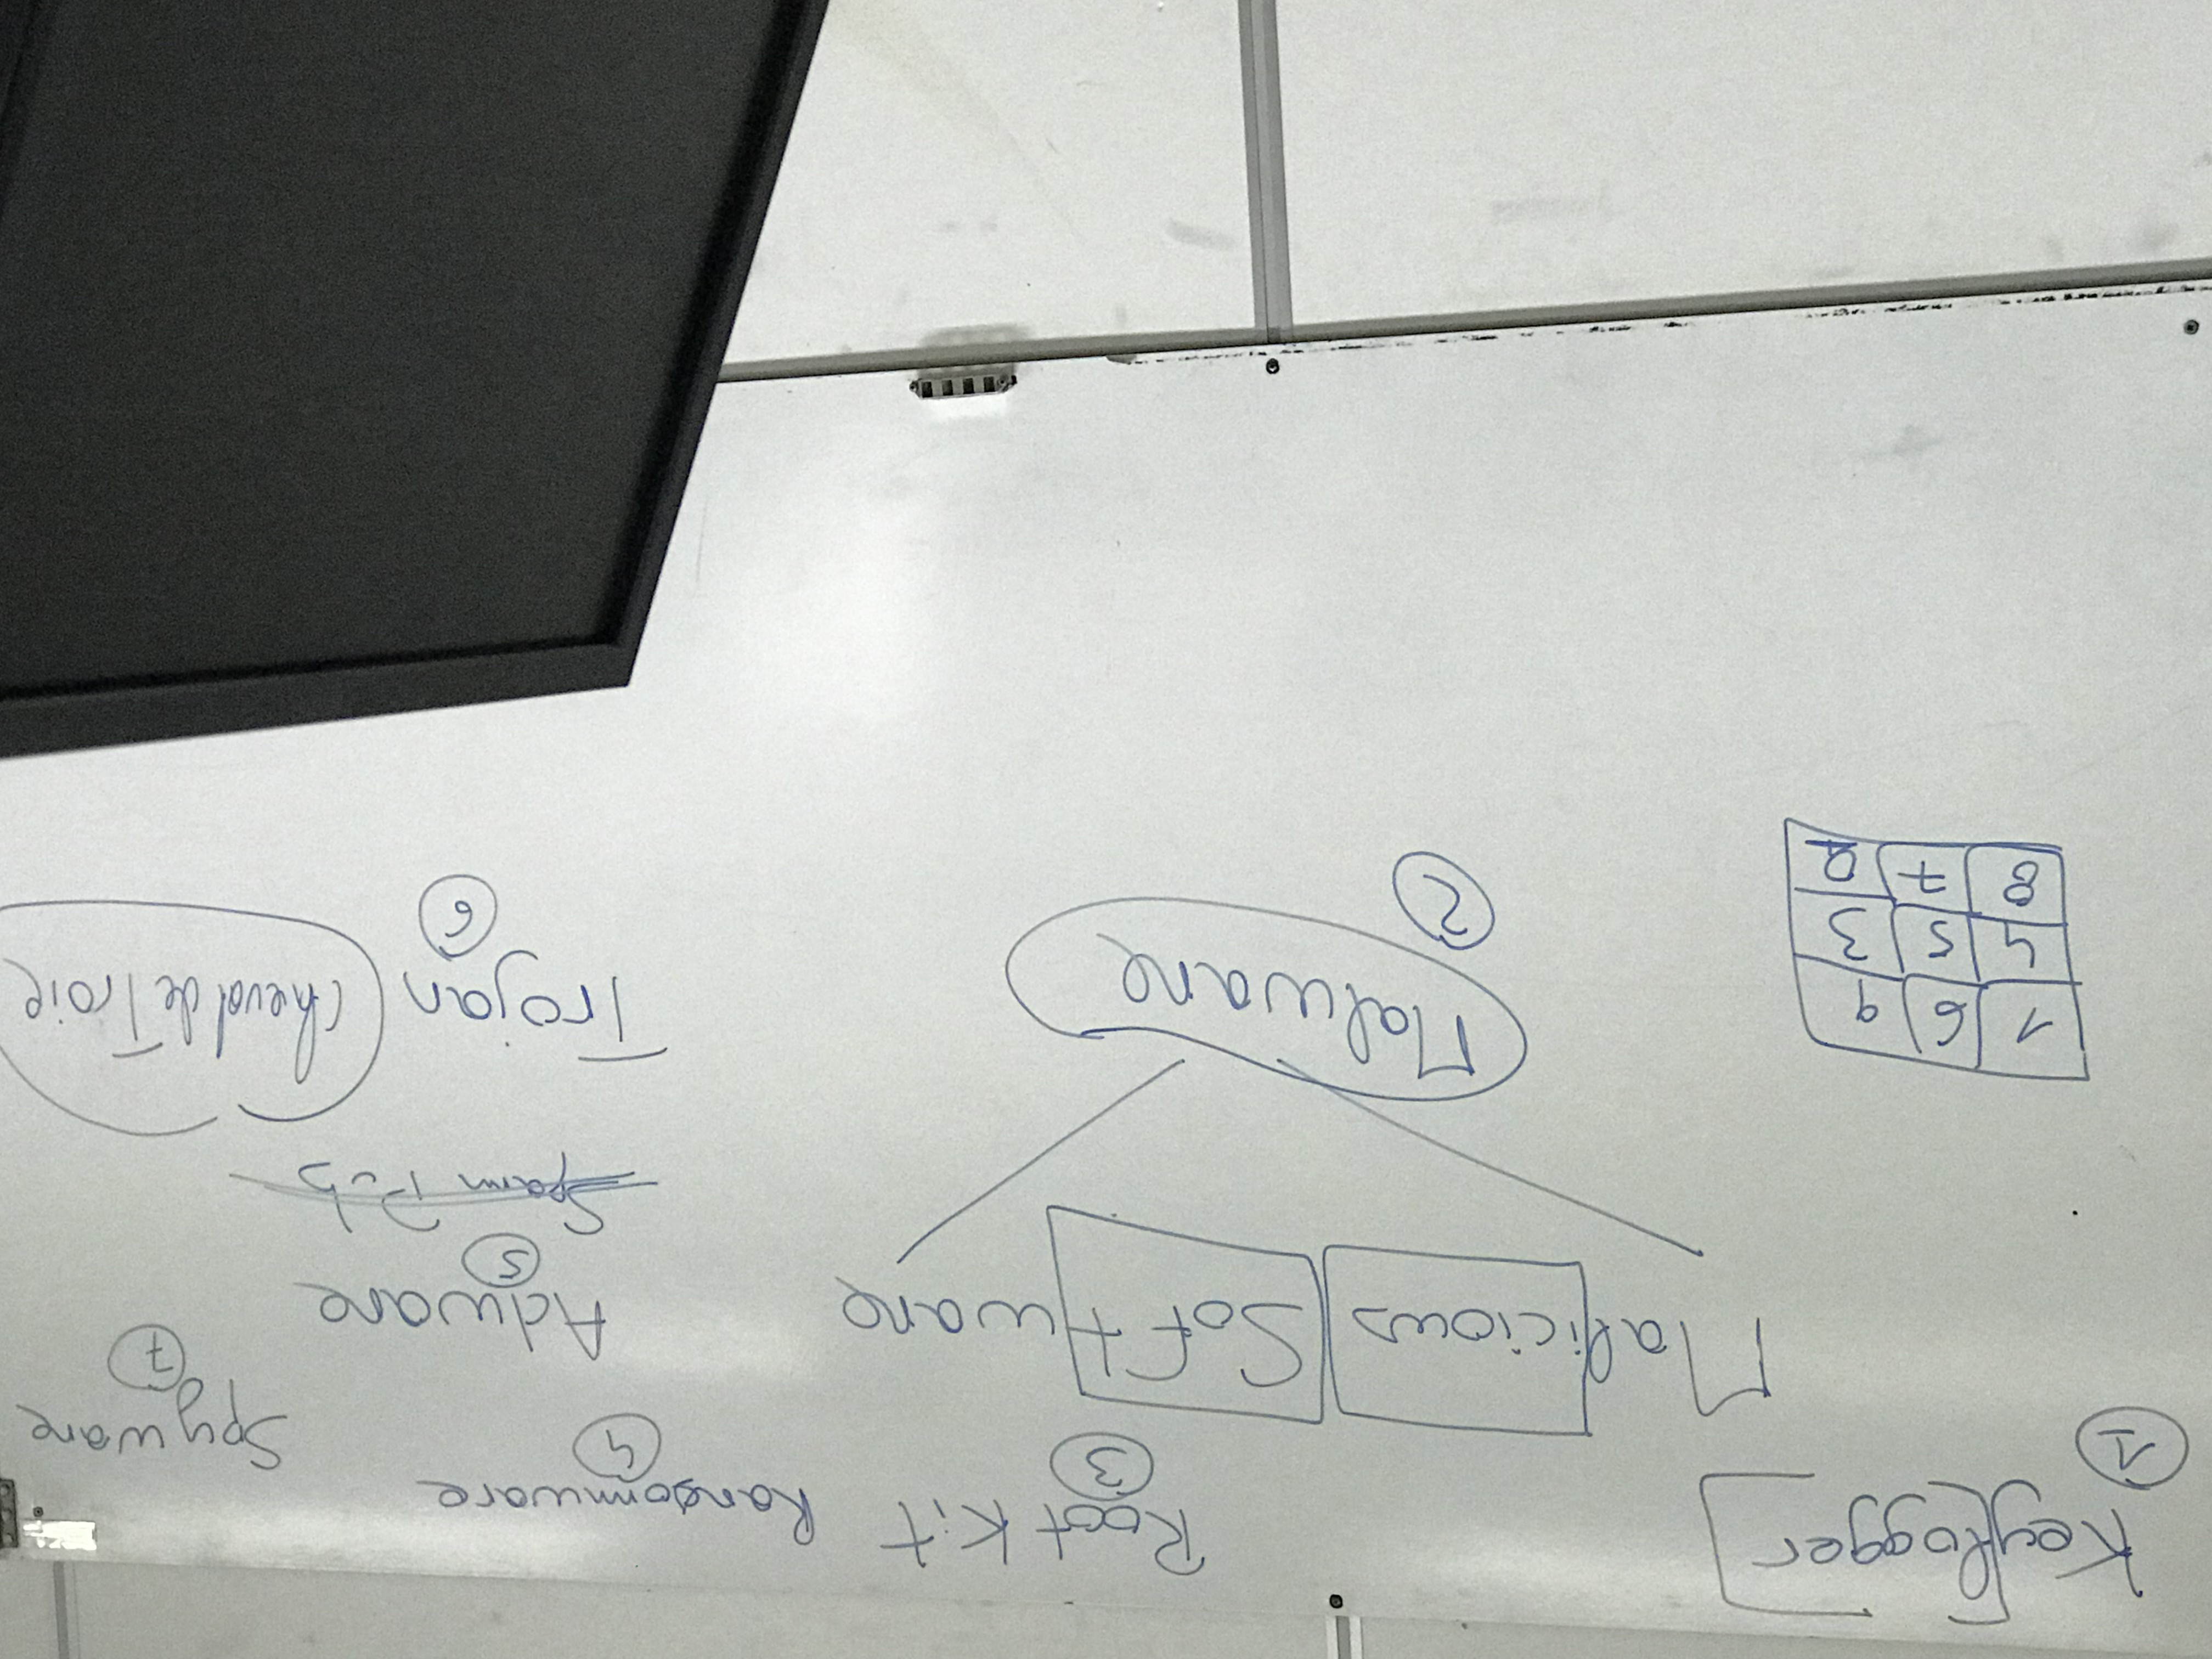 Keylogger
1
Root Kit
3
Ransomware
4
Spyware
7
Malicious Software
Adware
5
Spam Pub
Malware
2
Trojan cheval de Troie
6
1 6 9
4 5 3
8 7 2